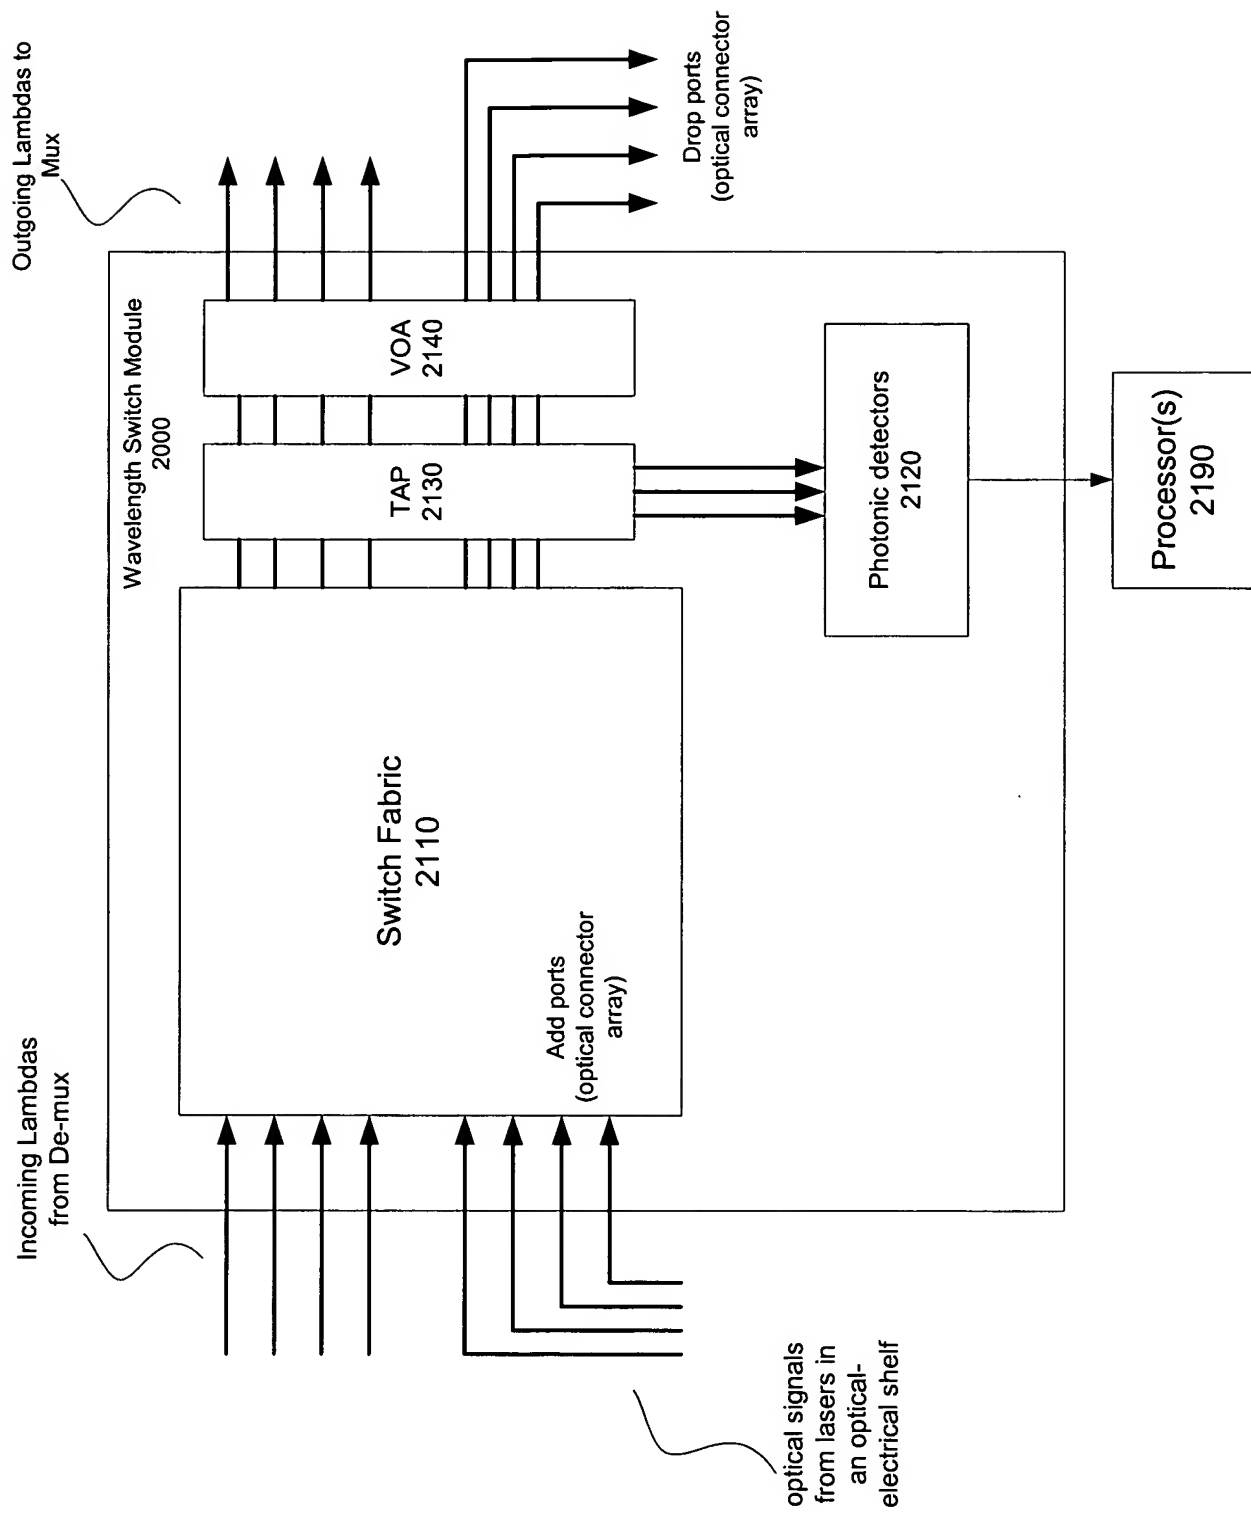 Incoming Lambdas
from De-mux
Outgoing Lambdas to
Mux
Wavelength Switch Module
2000
Switch Fabric
2110
TAP
2130
VOA
2140
Add ports
(optical connector
array)
Drop ports
(optical connector
array)
Photonic detectors
2120
Processor(s)
2190
optical signals
from lasers in
an optical-
electrical shelf